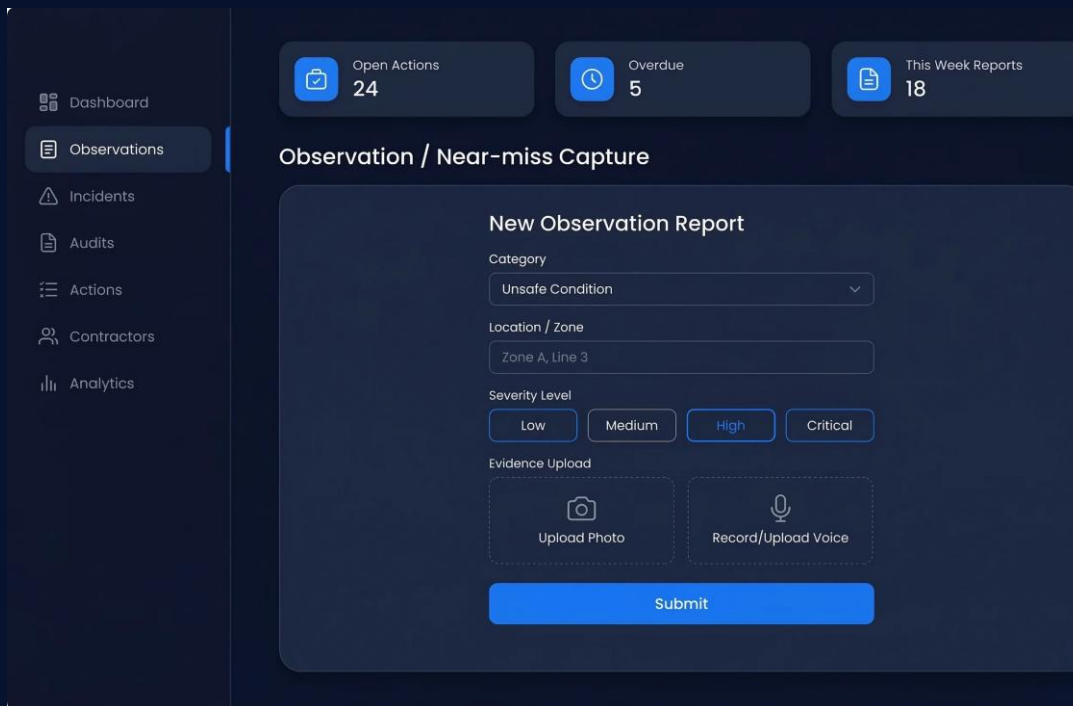 Dashboard
Observations
Incidents
Audits
Actions
Contractors
Analytics
Open Actions
24
Overdue
5
This Week Reports
18
Observation / Near-miss Capture
New Observation Report
Category
Unsafe Condition
Location / Zone
Zone A, Line 3
Severity Level
Low Medium High Critical
Evidence Upload
Upload Photo Record/Upload Voice
Submit